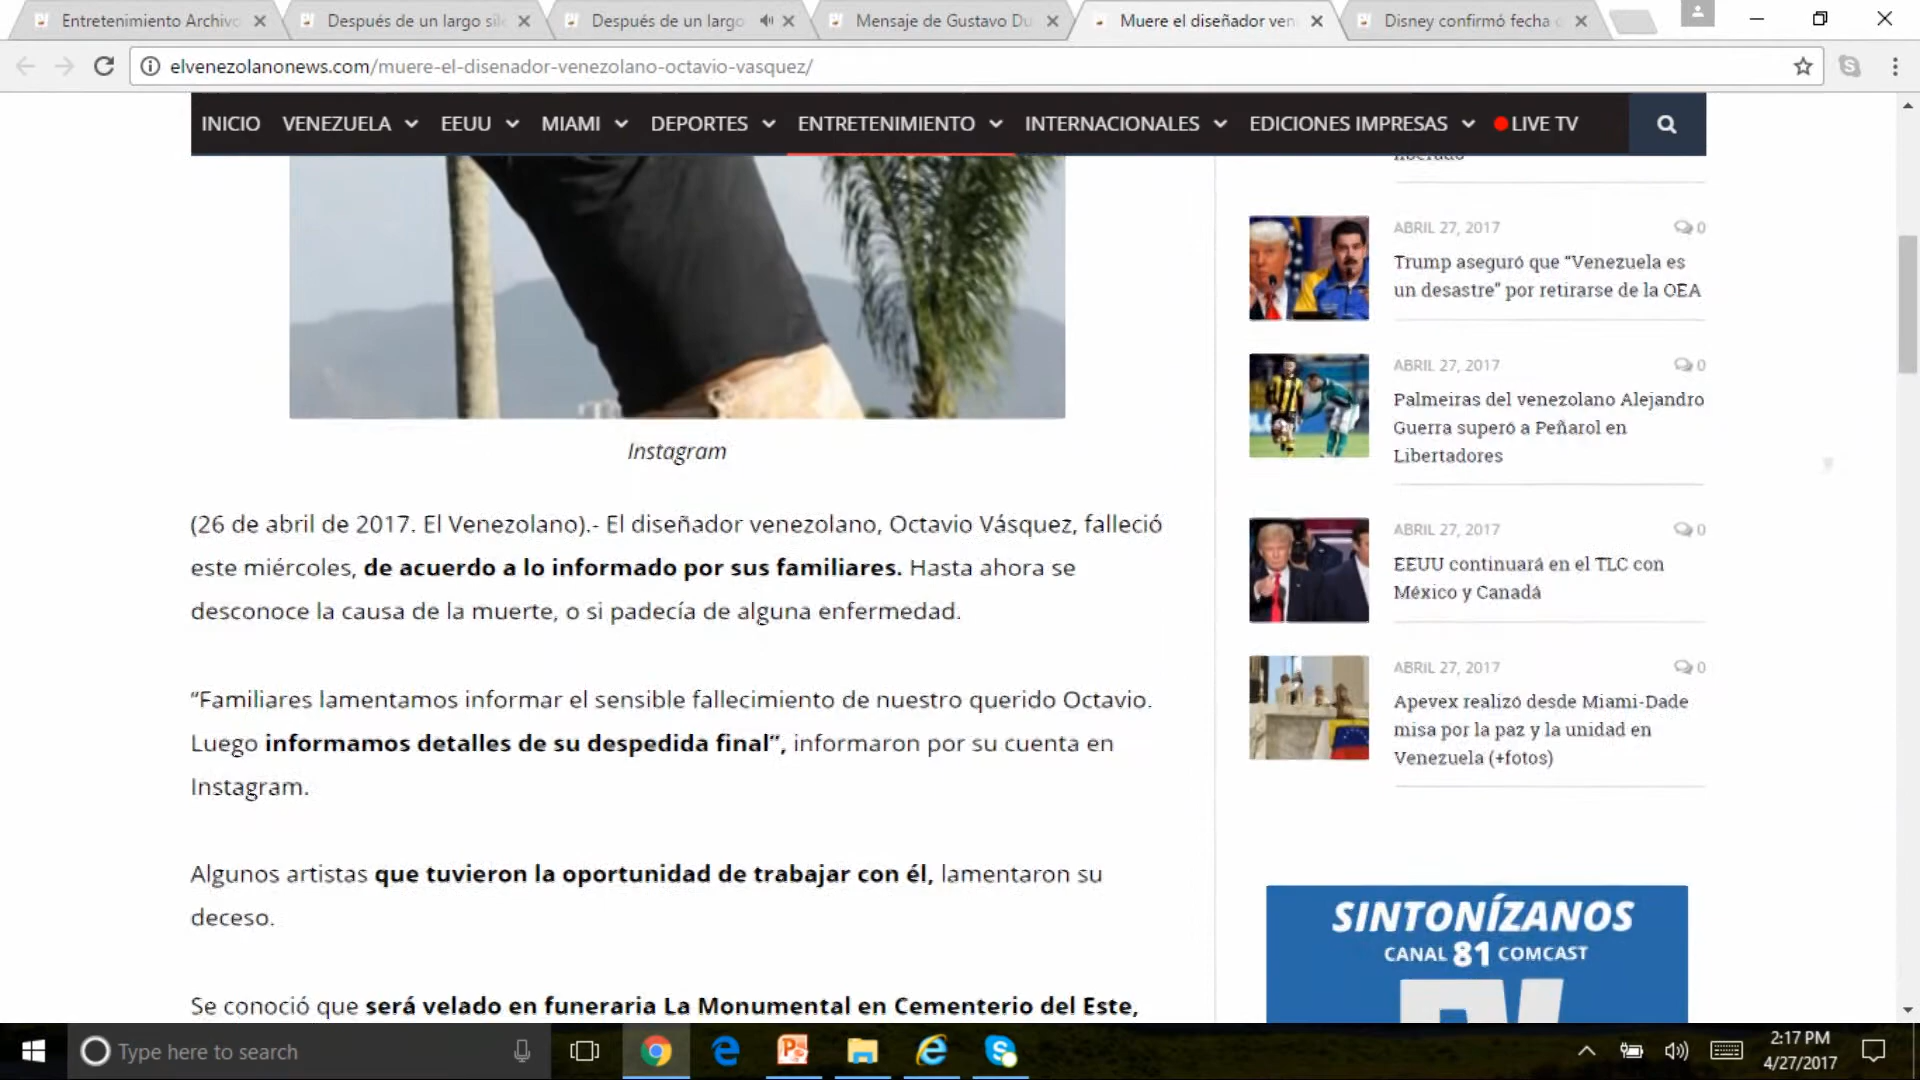 Entretenimiento Archivo
Después de un largo sile
Después de un largo
Mensaje de Gustavo Du
Muere el diseñador ven
Disney confirmó fecha
elvenezolanonews.com/muere-el-disenador-venezolano-octavio-vasquez/
INICIO VENEZUELA EEUU MIAMI DEPORTES ENTRETENIMIENTO INTERNACIONALES EDICIONES IMPRESAS LIVE TV
Instagram
(26 de abril de 2017. El Venezolano).- El diseñador venezolano, Octavio Vásquez, falleció
este miércoles, de acuerdo a lo informado por sus familiares. Hasta ahora se
desconoce la causa de la muerte, o si padecía de alguna enfermedad.
“Familiares lamentamos informar el sensible fallecimiento de nuestro querido Octavio.
Luego informamos detalles de su despedida final”, informaron por su cuenta en
Instagram.
Algunos artistas que tuvieron la oportunidad de trabajar con él, lamentaron su
deceso.
Se conoció que será velado en funeraria La Monumental en Cementerio del Este,
liberado
ABRIL 27, 2017 0
Trump aseguró que “Venezuela es
un desastre” por retirarse de la OEA
ABRIL 27, 2017 0
Palmeiras del venezolano Alejandro
Guerra superó a Peñarol en
Libertadores
ABRIL 27, 2017 0
EEUU continuará en el TLC con
México y Canadá
ABRIL 27, 2017 0
Apevex realizó desde Miami-Dade
misa por la paz y la unidad en
Venezuela (+fotos)
SINTONÍZANOS
CANAL 81 COMCAST
Type here to search
2:17 PM
4/27/2017